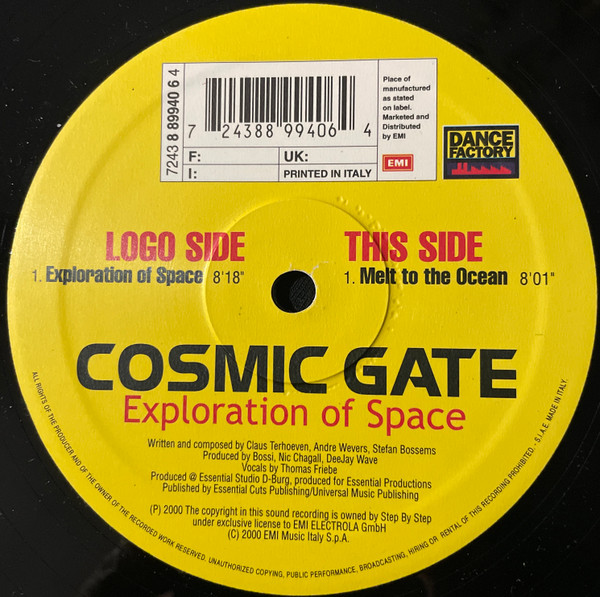 7243 8 89940 6 4
7 24388 99406 4
F:
UK:
I:
PRINTED IN ITALY
Place of
manufactured
as stated
on label.
Marketed and
Distributed
by EMI
EMI
DANCE
FACTORY
LOGO SIDE
1. Exploration of Space 8'18"
THIS SIDE
1. Melt to the Ocean 8'01"
COSMIC GATE
Exploration of Space
Written and composed by Claus Terhoeven, Andre Wevers, Stefan Bossems
Produced by Bossi, Nic Chagall, DeeJay Wave
Vocals by Thomas Friebe
Produced @ Essential Studio D-Burg, produced for Essential Productions
Published by Essential Cuts Publishing/Universal Music Publishing
(P) 2000 The copyright in this sound recording is owned by Step By Step
under exclusive license to EMI ELECTROLA GmbH
(C) 2000 EMI Music Italy S.p.A.
ALL RIGHTS OF THE PRODUCER AND OF THE OWNER OF THE RECORDED WORK RESERVED. UNAUTHORIZED COPYING, PUBLIC PERFORMANCE, BROADCASTING, HIRING OR RENTAL OF THIS RECORDING PROHIBITED. - S.I.A.E. MADE IN ITALY.